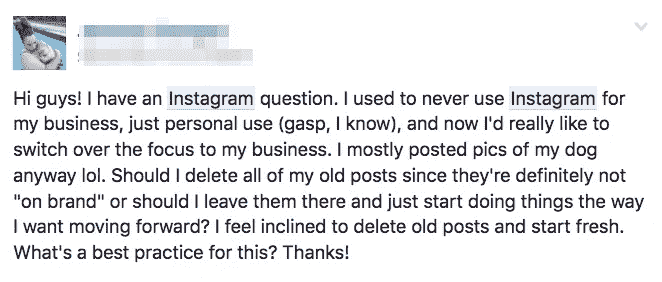 Hi guys! I have an Instagram question. I used to never use Instagram for
my business, just personal use (gasp, I know), and now I'd really like to
switch over the focus to my business. I mostly posted pics of my dog
anyway lol. Should I delete all of my old posts since they're definitely not
"on brand" or should I leave them there and just start doing things the way
I want moving forward? I feel inclined to delete old posts and start fresh.
What's a best practice for this? Thanks!